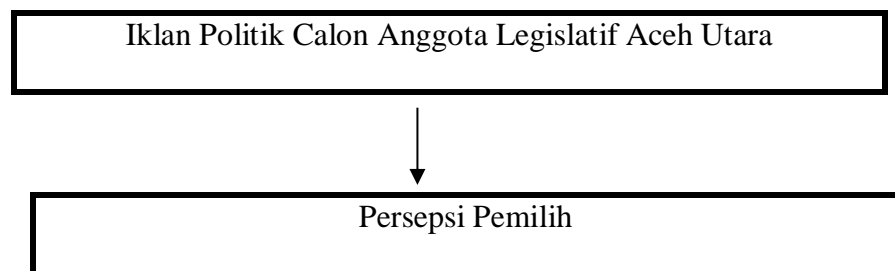 Iklan Politik Calon Anggota Legislatif Aceh Utara
Persepsi Pemilih